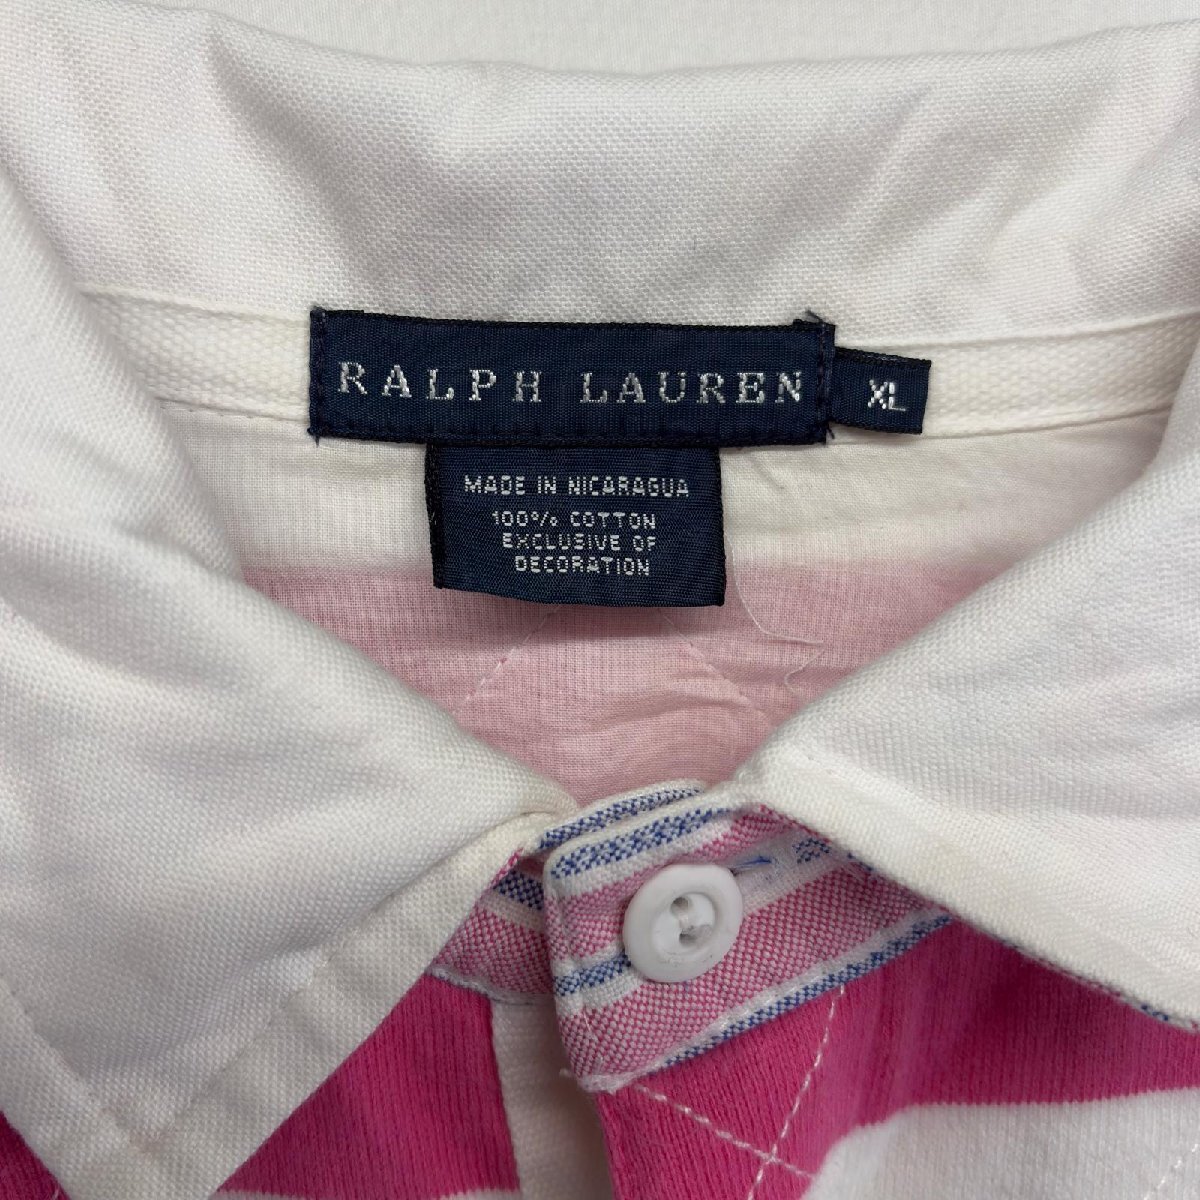 RALPH LAUREN
XL
MADE IN NICARAGUA
100% COTTON
EXCLUSIVE OF
DECORATION